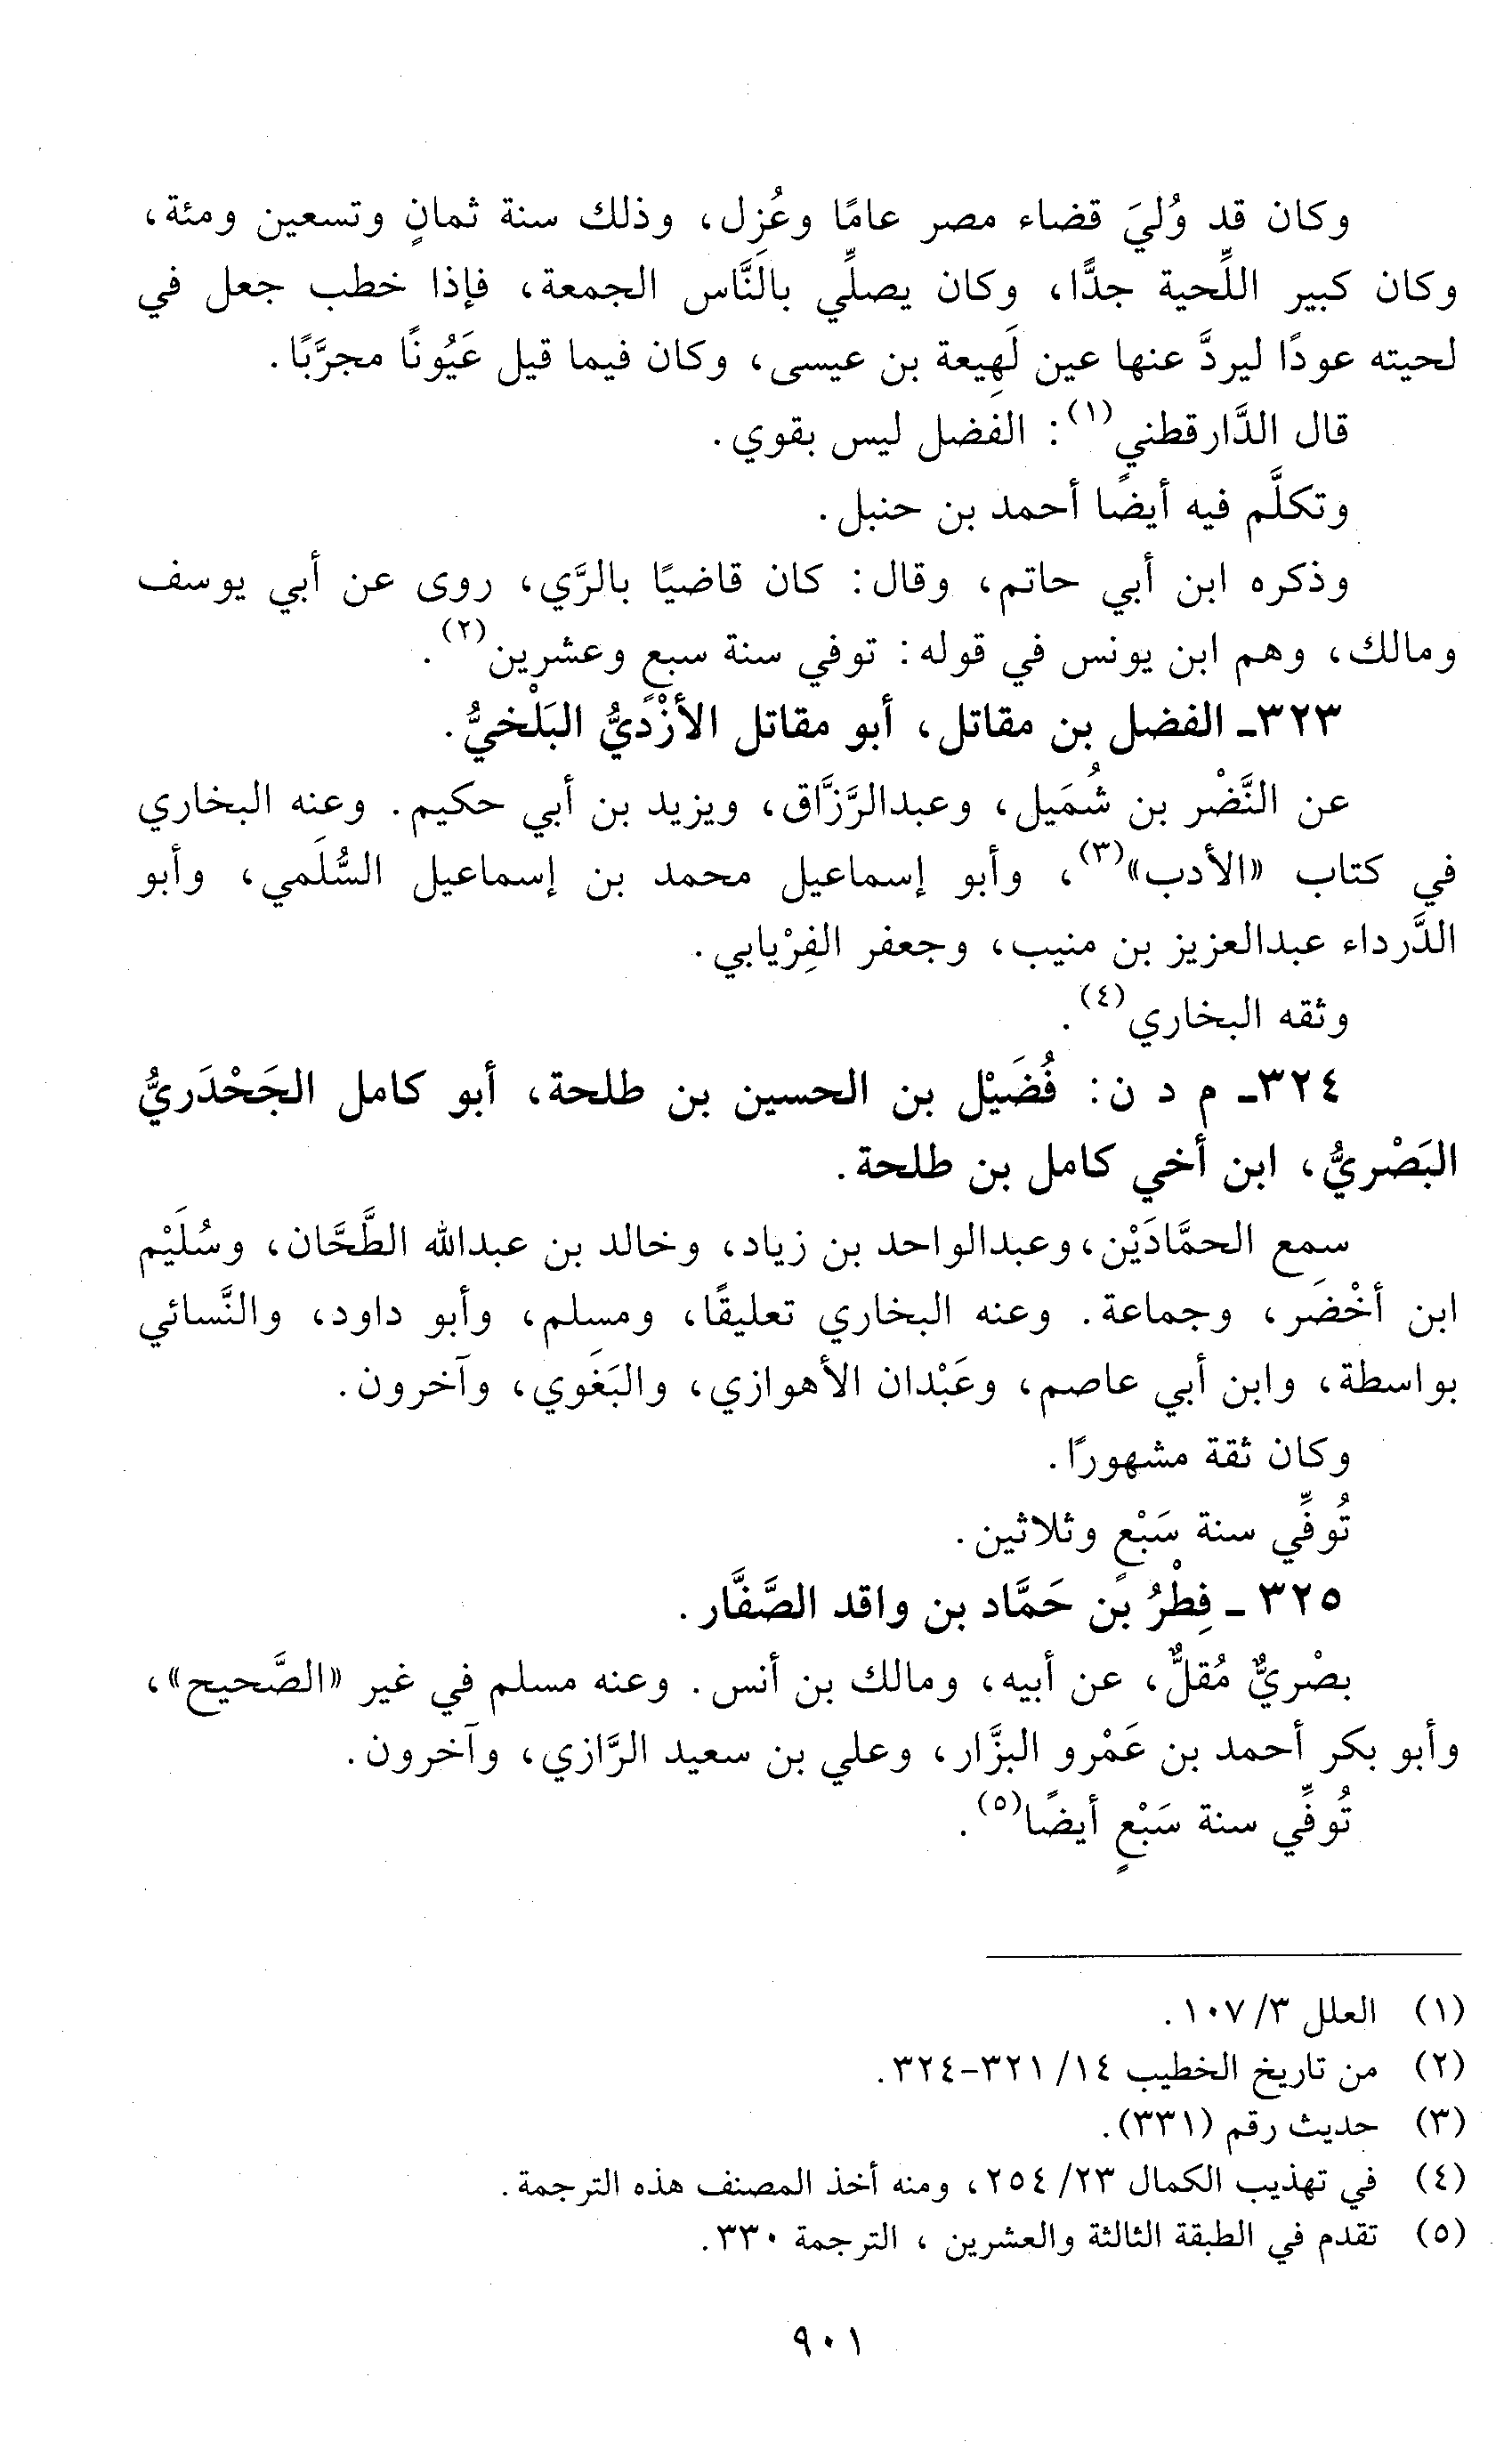 وكان قد وُليَ قضاء مصر عامًا وعُزِل، وذلك سنة ثمانٍ وتسعين ومئة،
وكان كبير اللِّحية جدًّا، وكان يصلِّي بالنَّاس الجمعة، فإذا خطب جعل في
لحيته عودًا ليردَّ عنها عين لَهِيعة بن عيسى، وكان فيما قيل عَيُونًا مجرَّبًا.
قال الدَّارقطني(١): الفضل ليس بقوي.
وتكلَّم فيه أيضًا أحمد بن حنبل.
وذكره ابن أبي حاتم، وقال: كان قاضيًا بالرَّي، روى عن أبي يوسف
ومالك، وهم ابن يونس في قوله: توفي سنة سبعٍ وعشرين(٢).
٣٢٣ـ الفضل بن مقاتل، أبو مقاتل الأزْديُّ البَلْخيُّ.
عن النَّضْر بن شُمَيل، وعبدالرَّزَّاق، ويزيد بن أبي حكيم. وعنه البخاري
في كتاب «الأدب»(٣)، وأبو إسماعيل محمد بن إسماعيل السُّلَمي، وأبو
الدَّرداء عبدالعزيز بن منيب، وجعفر الفِرْيابي.
وثقه البخاري(٤).
٣٢٤ـ م د ن: فُضَيْل بن الحسين بن طلحة، أبو كامل الجَحْدَريُّ
البَصْريُّ، ابن أخي كامل بن طلحة.
سمع الحمَّادَيْن، وعبدالواحد بن زياد، وخالد بن عبدالله الطَّحَّان، وسُلَيْم
ابن أخْضَر، وجماعة. وعنه البخاري تعليقًا، ومسلم، وأبو داود، والنَّسائي
بواسطة، وابن أبي عاصم، وعَبْدان الأهوازي، والبَغَوي، وآخرون.
وكان ثقة مشهورًا.
تُوفِّي سنة سَبْعٍ وثلاثين.
٣٢٥ ـ فِطْرُ بن حَمَّاد بن واقد الصَّفَّار.
بصْريٌّ مُقلٌّ، عن أبيه، ومالك بن أنس. وعنه مسلم في غير «الصَّحيح»،
وأبو بكر أحمد بن عَمْرو البزَّار، وعلي بن سعيد الرَّازي، وآخرون.
تُوفِّي سنة سَبْعٍ أيضًا(٥).
(١) العلل ٣/ ١٠٧.
(٢) من تاريخ الخطيب ١٤/ ٣٢١-٣٢٤.
(٣) حديث رقم (٣٣١).
(٤) في تهذيب الكمال ٢٣/ ٢٥٤، ومنه أخذ المصنف هذه الترجمة.
(٥) تقدم في الطبقة الثالثة والعشرين، الترجمة ٣٣٠.
٩٠١